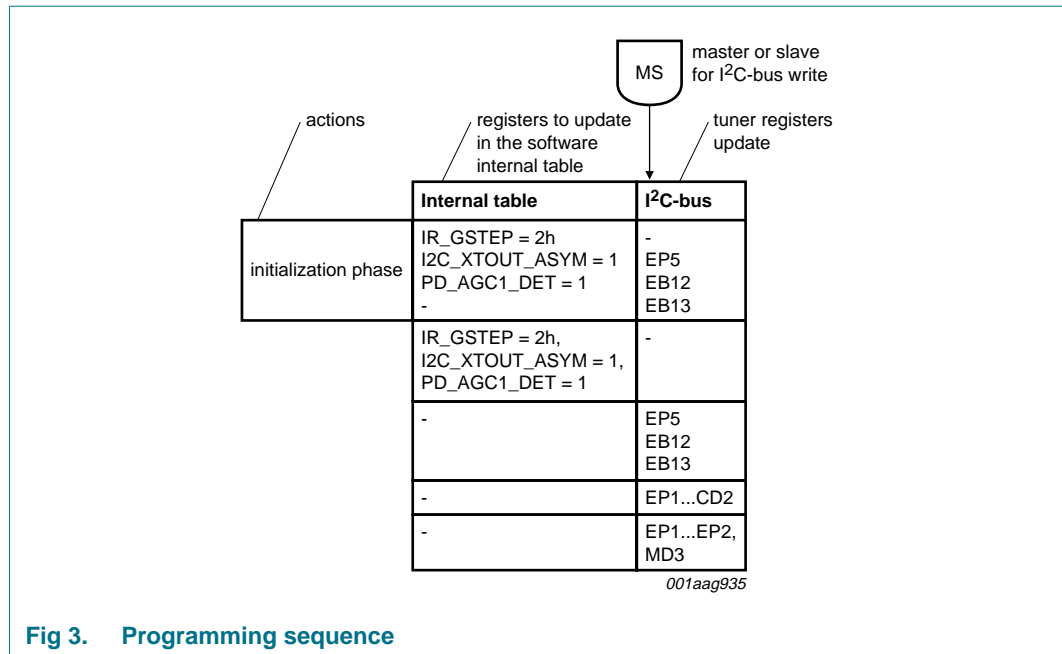 MS
master or slave
for I2C-bus write
actions
registers to update
in the software
internal table
tuner registers
update
Internal table
I2C-bus
initialization phase
IR_GSTEP = 2h
I2C_XTOUT_ASYM = 1
PD_AGC1_DET = 1
-
-
EP5
EB12
EB13
IR_GSTEP = 2h,
I2C_XTOUT_ASYM = 1,
PD_AGC1_DET = 1
-
-
EP5
EB12
EB13
-
EP1...CD2
-
EP1...EP2,
MD3
001aag935
Fig 3. Programming sequence